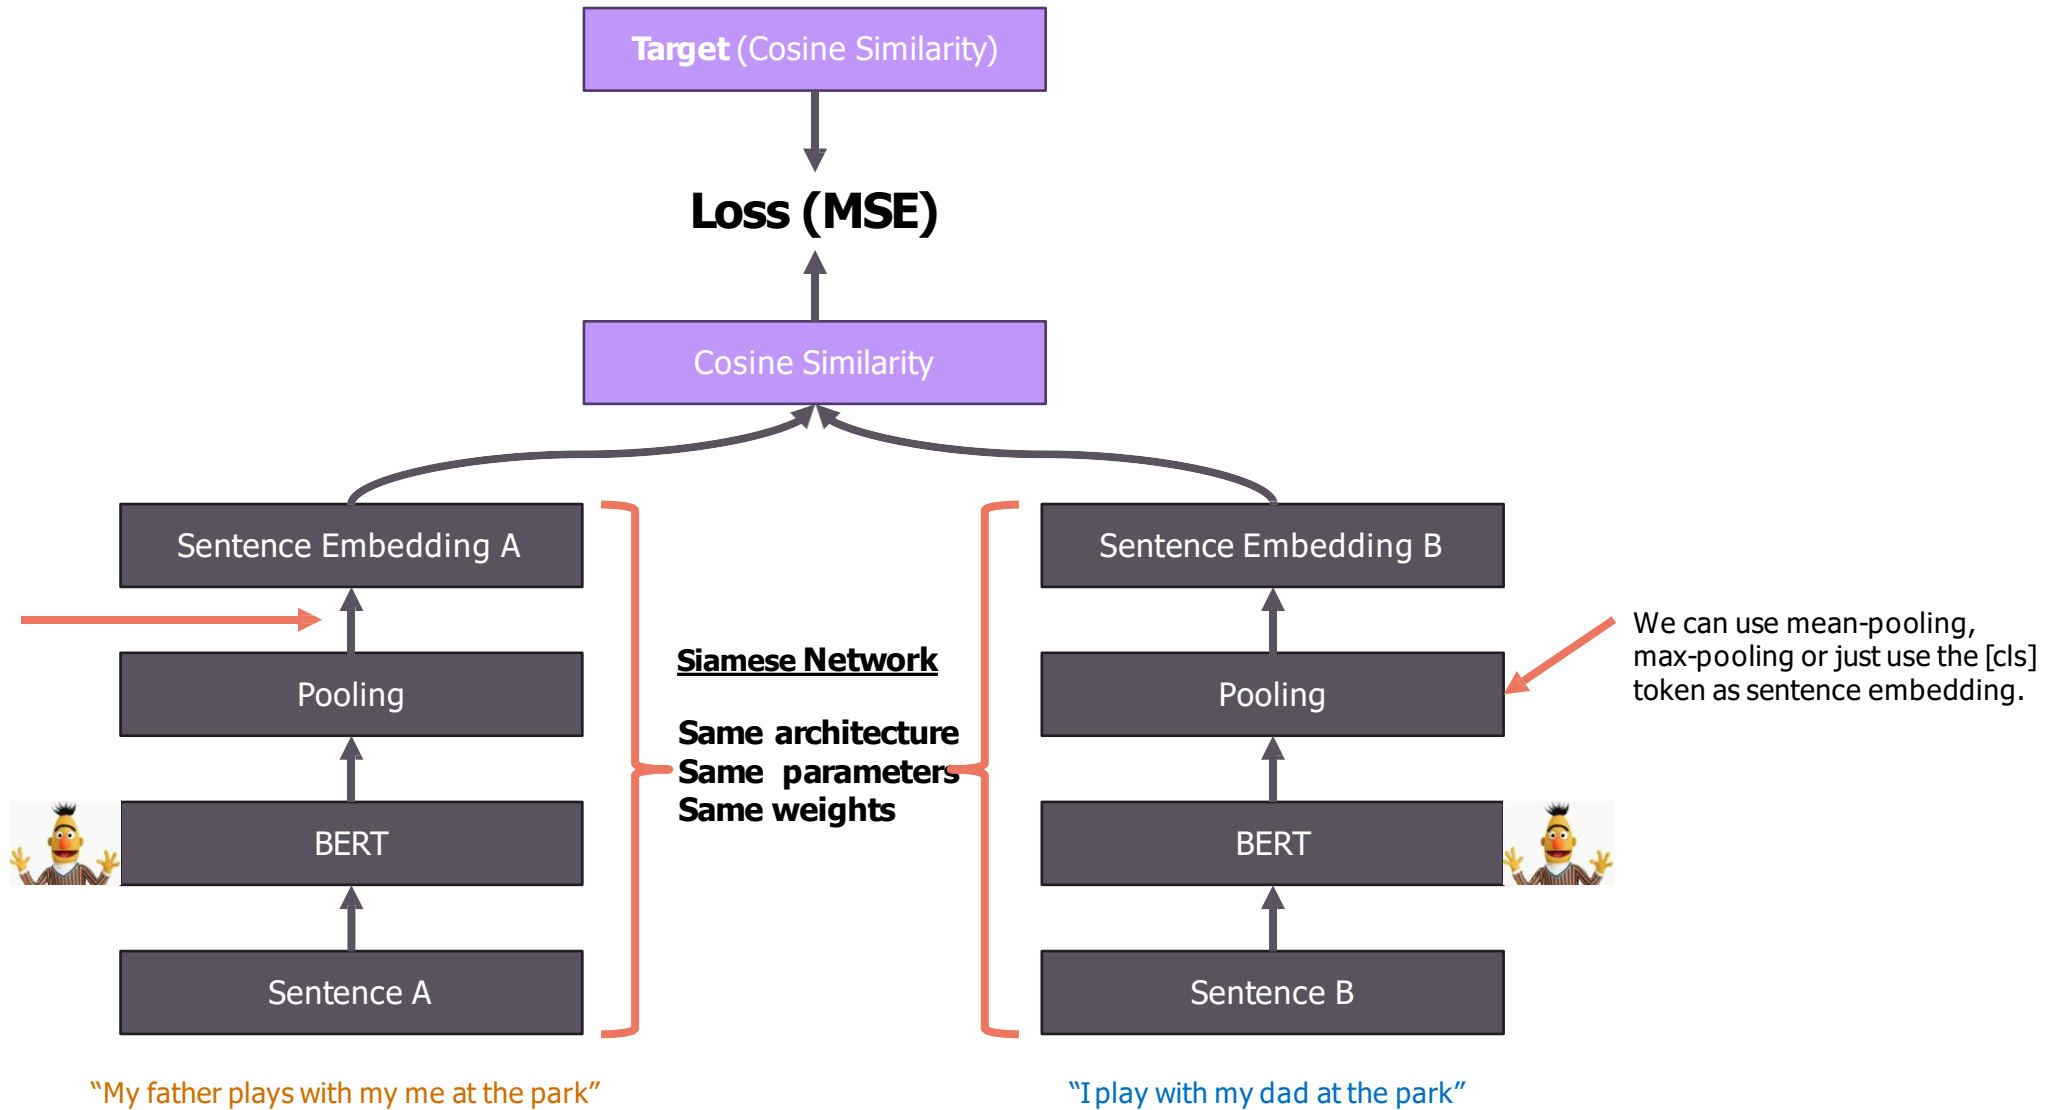 Target (Cosine Similarity)
Loss (MSE)
Cosine Similarity
Sentence Embedding A
Sentence Embedding B
We can use mean-pooling,
max-pooling or just use the [cls]
token as sentence embedding.
Siamese Network
Pooling
Pooling
Same architecture
Same parameters
Same weights
BERT
BERT
Sentence A
Sentence B
“My father plays with my me at the park”
“I play with my dad at the park”